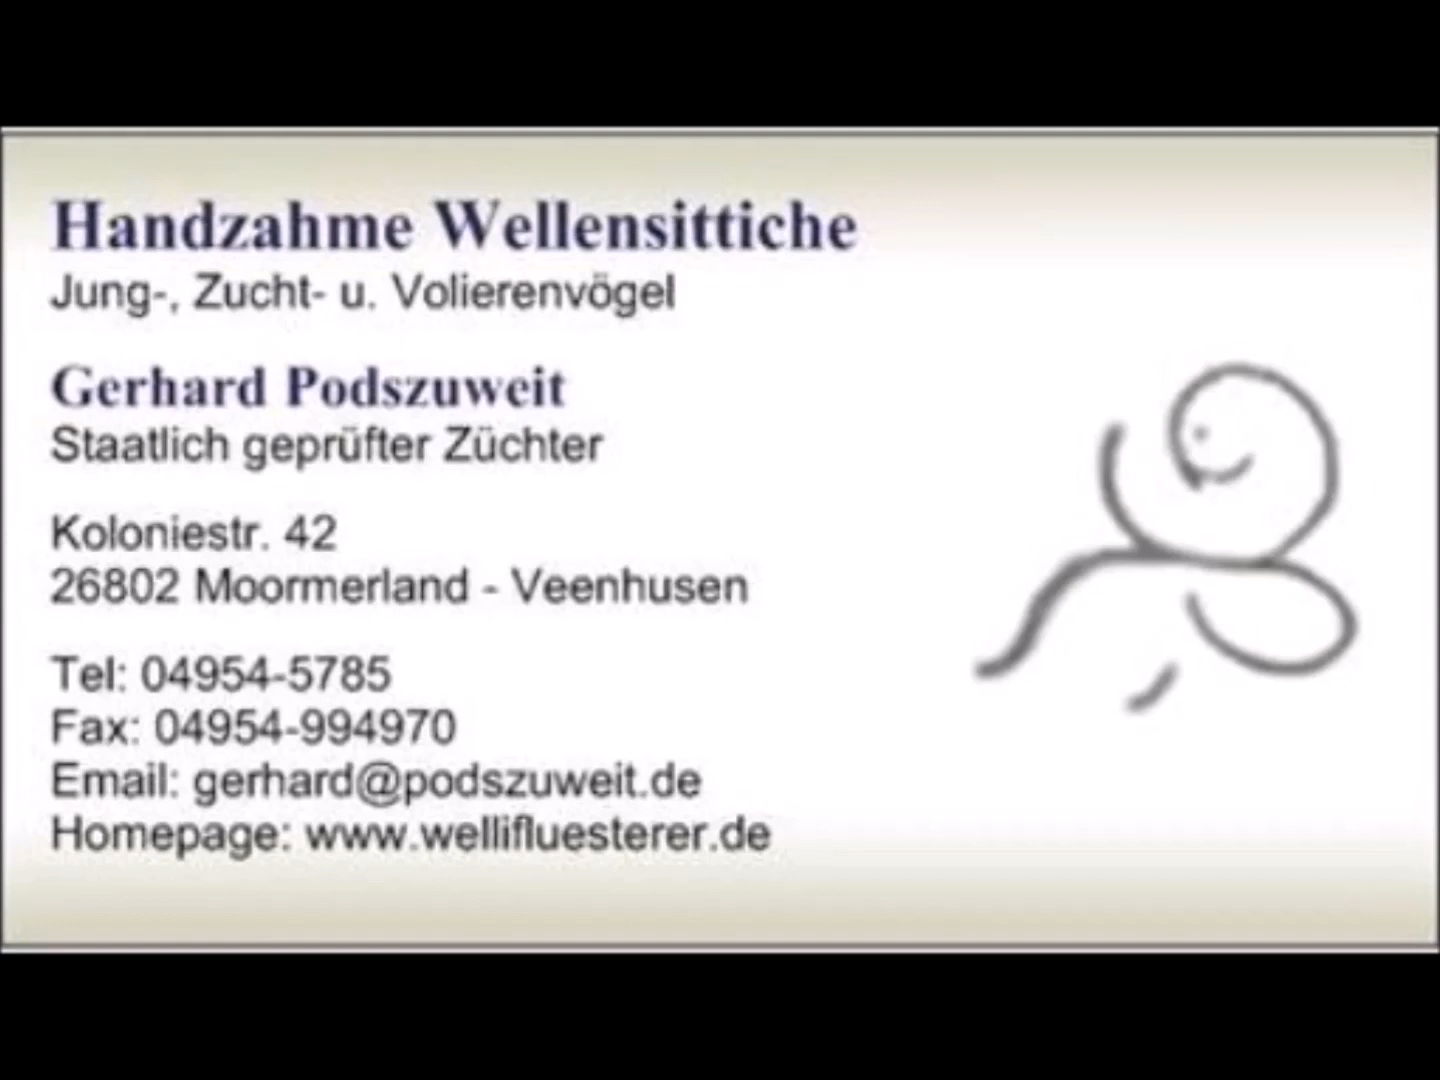 Handzahme Wellensittiche
Jung-, Zucht- u. Volierenvögel
Gerhard Podszuweit
Staatlich geprüfter Züchter
Koloniestr. 42
26802 Moormerland - Veenhusen
Tel: 04954-5785
Fax: 04954-994970
Email: gerhard@podszuweit.de
Homepage: www.wellifluesterer.de